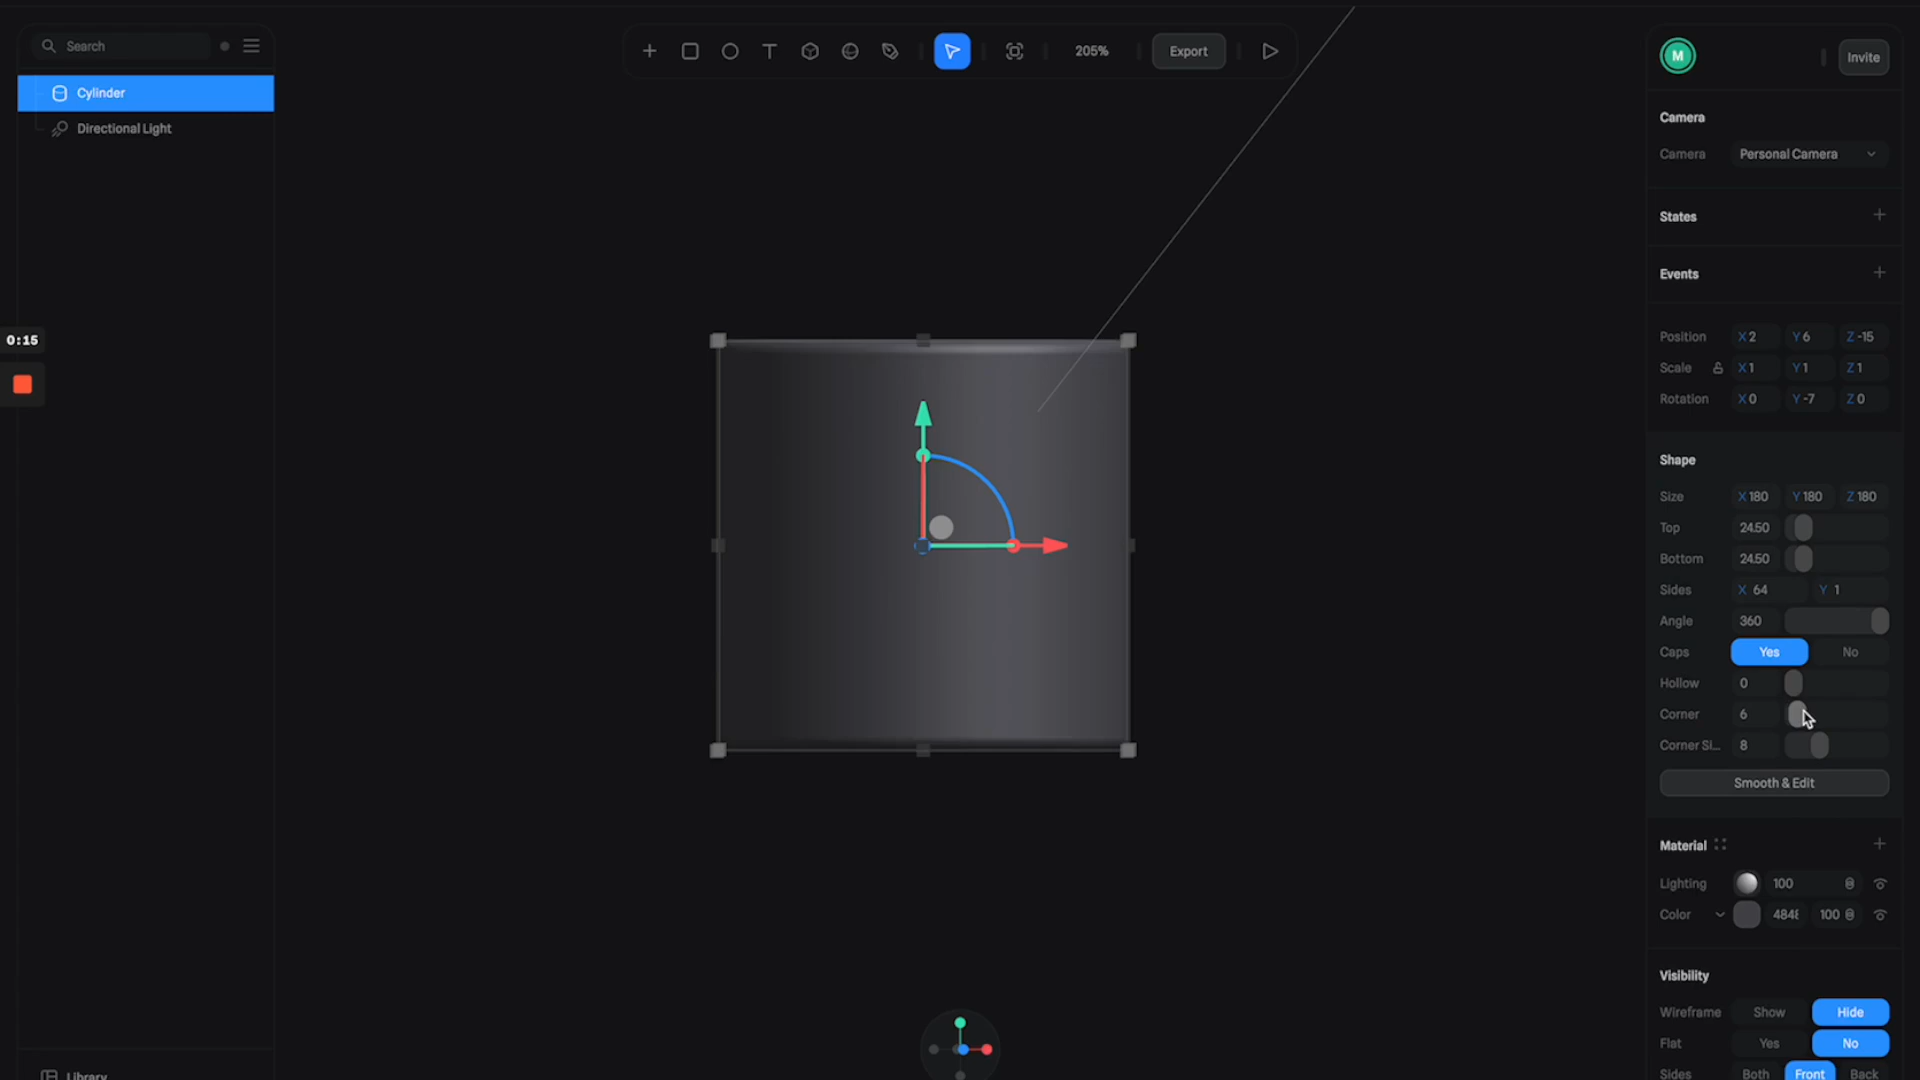 Search
Cylinder
Directional Light
0:15
205%
Export
M
Invite
Camera
Camera Personal Camera
States
Events
Position X 2 Y 6 Z -15
Scale X 1 Y 1 Z 1
Rotation X 0 Y -7 Z 0
Shape
Size X 180 Y 180 Z 180
Top 24.50
Bottom 24.50
Sides X 64 Y 1
Angle 360
Caps Yes No
Hollow 0
Corner 6
Corner Si... 8
Smooth & Edit
Material
Lighting 100
Color 4848 100
Visibility
Wireframe Show Hide
Flat Yes No
Sides Both Front Back
Library